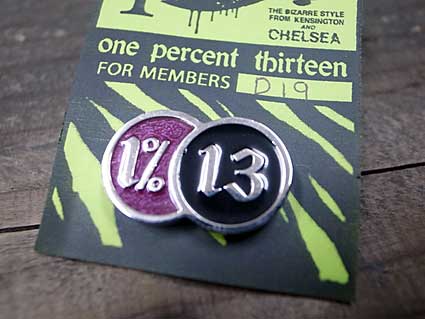 THE BIZARRE STYLE
FROM KENSINGTON
AND
CHELSEA
one percent thirteen
FOR MEMBERS D19
1% 13